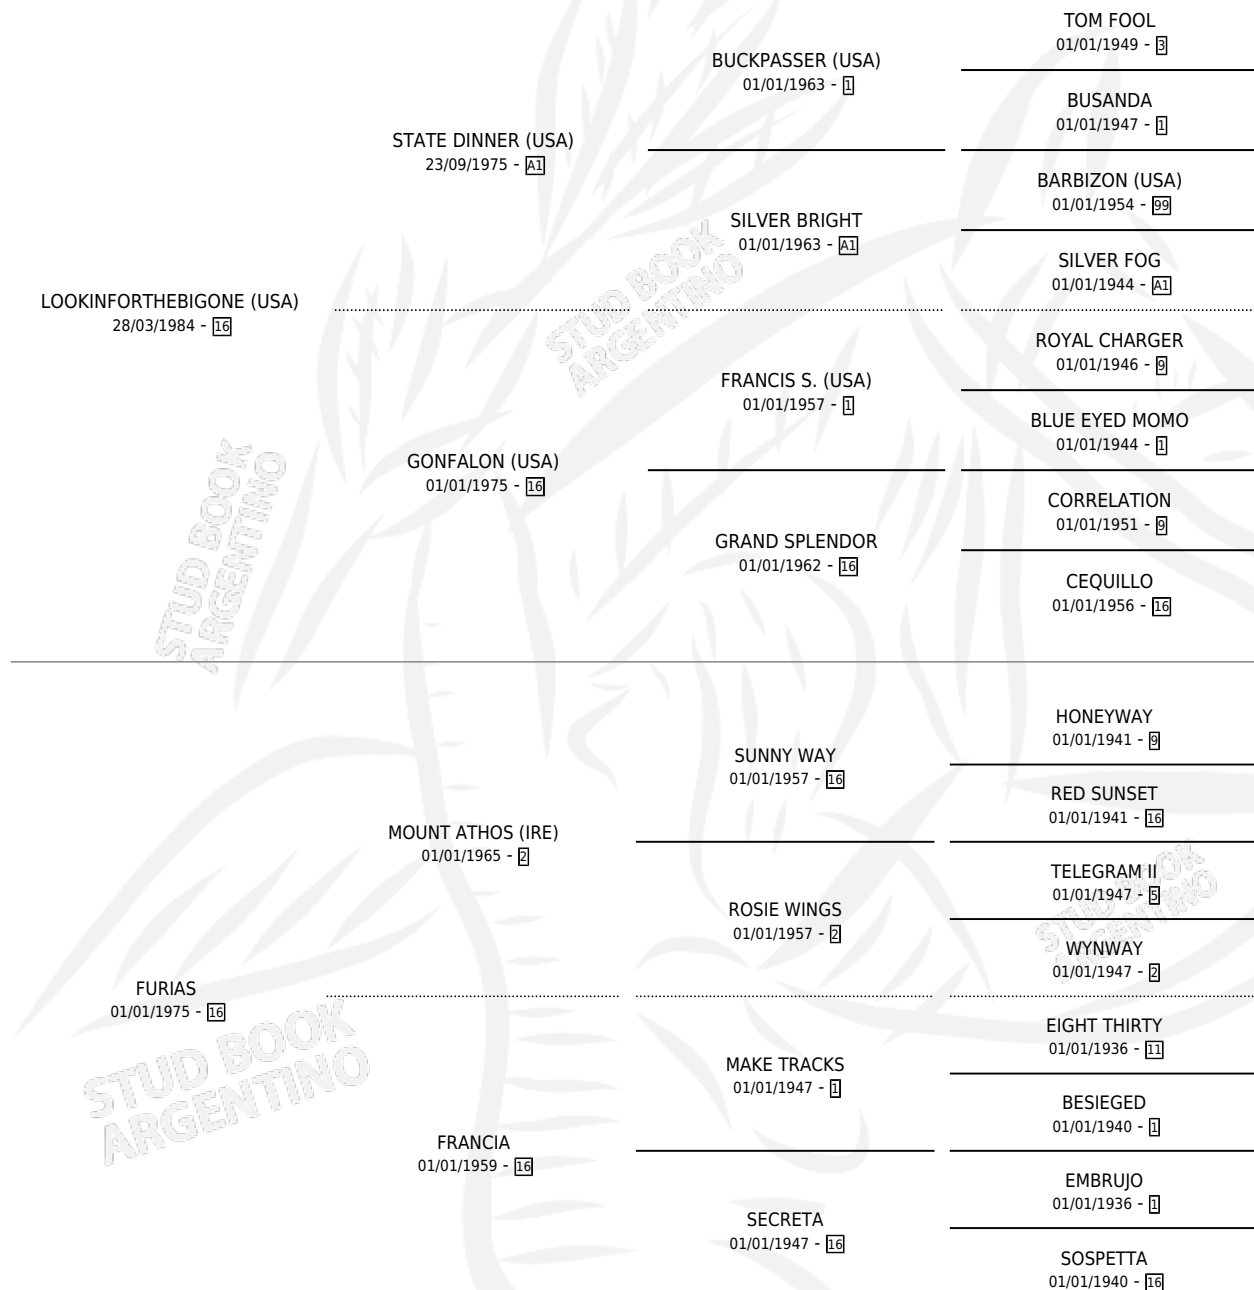 TOM FOOL
01/01/1949 - 3
BUCKPASSER (USA)
01/01/1963 - 1
BUSANDA
01/01/1947 - 1
STATE DINNER (USA)
23/09/1975 - A1
BARBIZON (USA)
01/01/1954 - 99
SILVER BRIGHT
01/01/1963 - A1
SILVER FOG
01/01/1944 - A1
LOOKINFORTHEBIGONE (USA)
28/03/1984 - 16
STUD BOOK
ARGENTINO
ROYAL CHARGER
01/01/1946 - 9
FRANCIS S. (USA)
01/01/1957 - 1
BLUE EYED MOMO
01/01/1944 - 1
GONFALON (USA)
01/01/1975 - 16
CORRELATION
01/01/1951 - 9
GRAND SPLENDOR
01/01/1962 - 16
CEQUILLO
01/01/1956 - 16
STUD BOOK
ARGENTINO
HONEYWAY
01/01/1941 - 9
SUNNY WAY
01/01/1957 - 16
RED SUNSET
01/01/1941 - 16
MOUNT ATHOS (IRE)
01/01/1965 - 2
TELEGRAM II
01/01/1947 - 5
ROSIE WINGS
01/01/1957 - 2
WYNWAY
01/01/1947 - 2
STUD BOOK
ARGENTINO
FURIAS
01/01/1975 - 16
EIGHT THIRTY
01/01/1936 - 11
MAKE TRACKS
01/01/1947 - 1
BESIEGED
01/01/1940 - 1
STUD BOOK
ARGENTINO
FRANCIA
01/01/1959 - 16
EMBRUJO
01/01/1936 - 1
SECRETA
01/01/1947 - 16
SOSPETTA
01/01/1940 - 16